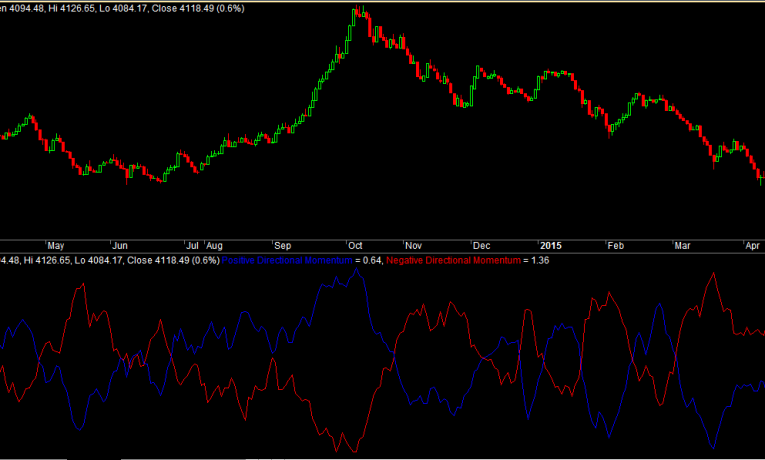 en 4094.48, Hi 4126.65, Lo 4084.17, Close 4118.49 (0.6%)
May Jun Jul Aug Sep Oct Nov Dec 2015 Feb Mar Apr
94.48, Hi 4126.65, Lo 4084.17, Close 4118.49 (0.6%) Positive Directional Momentum = 0.64, Negative Directional Momentum = 1.36